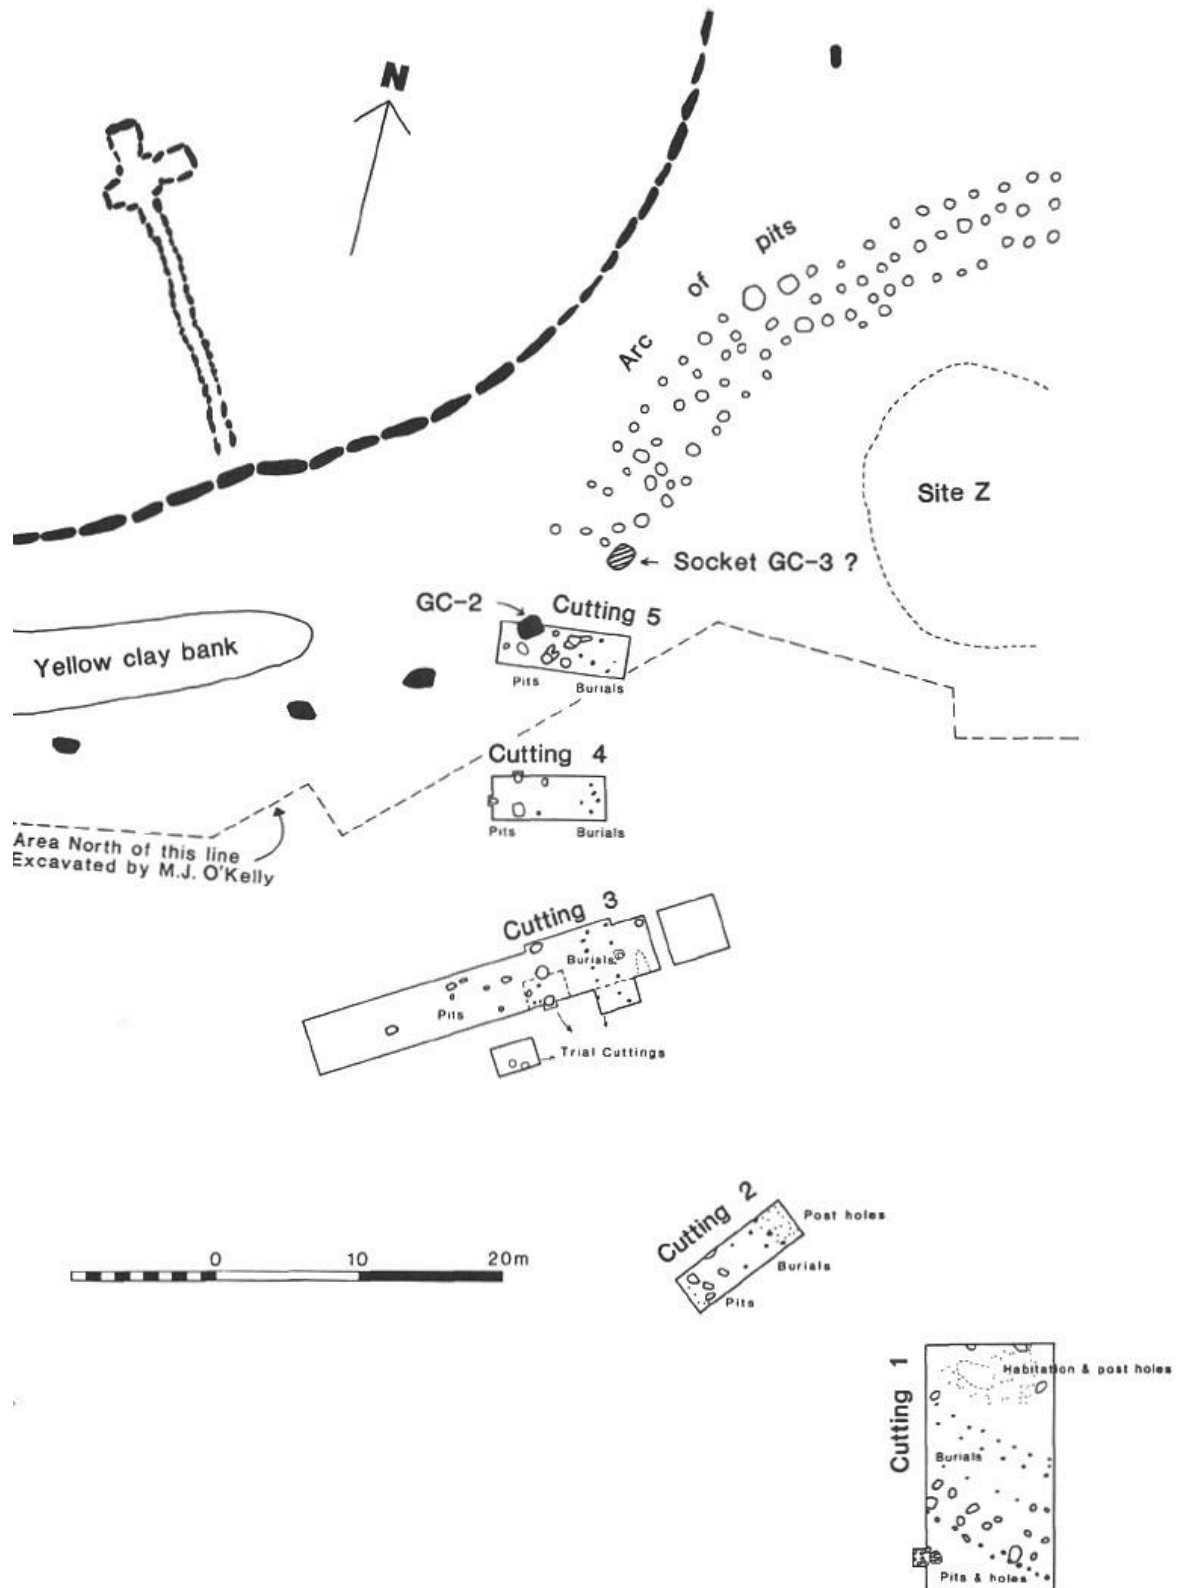 N
Arc of pits
Site Z
Socket GC-3 ?
GC-2
Cutting 5
Yellow clay bank
Pits
Burials
Cutting 4
Pits
Burials
Area North of this line
Excavated by M.J. O'Kelly
Cutting 3
Burials
Pits
Trial Cuttings
Cutting 2
Post holes
Burials
Pits
0 10 20m
Cutting 1
Habitation & post holes
Burials
Pits & holes